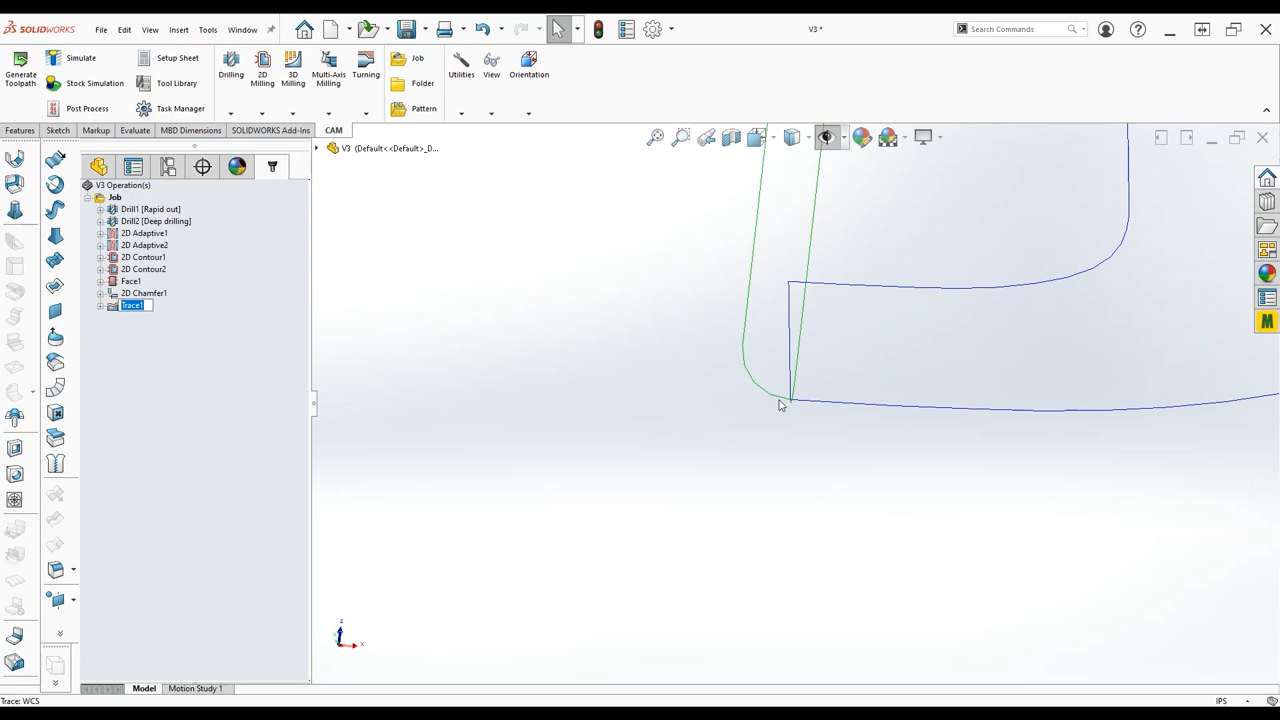 SOLIDWORKS File Edit View Insert Tools Window V3 * Search Commands
Generate Toolpath Simulate Setup Sheet Drilling 2D Milling 3D Milling Multi-Axis Milling Turning Job Utilities View Orientation
Stock Simulation Tool Library Folder
Post Process Task Manager Pattern
Features Sketch Markup Evaluate MBD Dimensions SOLIDWORKS Add-Ins CAM
V3 (Default<<Default>_D...
V3 Operation(s)
Job
Drill1 [Rapid out]
Drill2 [Deep drilling]
2D Adaptive1
2D Adaptive2
2D Contour1
2D Contour2
Face1
2D Chamfer1
Trace1
M
z
x
Model Motion Study 1
Trace: WCS IPS